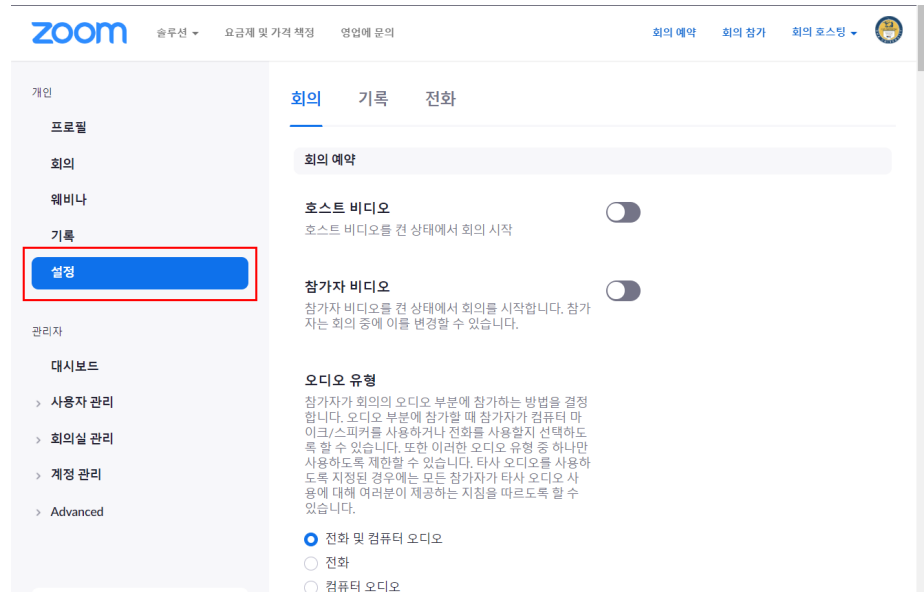 zoom 솔루션 요금제 및 가격 책정 영업에 문의 회의 예약 회의 참가 회의 호스팅
개인
프로필
회의
웨비나
기록
설정
관리자
대시보드
사용자 관리
회의실 관리
계정 관리
Advanced
회의 기록 전화
회의 예약
호스트 비디오
호스트 비디오를 켠 상태에서 회의 시작
참가자 비디오
참가자 비디오를 켠 상태에서 회의를 시작합니다. 참가
자는 회의 중에 이를 변경할 수 있습니다.
오디오 유형
참가자가 회의의 오디오 부분에 참가하는 방법을 결정
합니다. 오디오 부분에 참가할 때 참가자가 컴퓨터 마
이크/스피커를 사용하거나 전화를 사용할지 선택하도
록 할 수 있습니다. 또한 이러한 오디오 유형 중 하나만
사용하도록 제한할 수 있습니다. 타사 오디오를 사용하
도록 지정된 경우에는 모든 참가자가 타사 오디오 사
용에 대해 여러분이 제공하는 지침을 따르도록 할 수
있습니다.
전화 및 컴퓨터 오디오
전화
컴퓨터 오디오